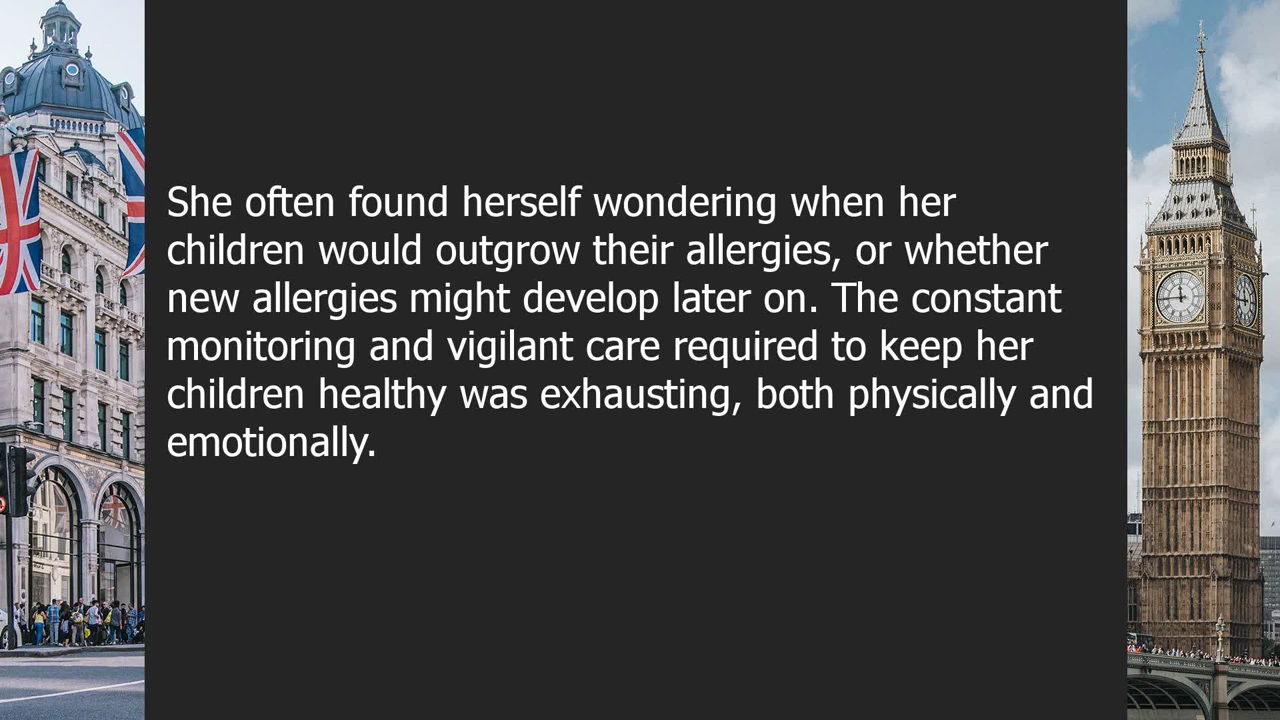 She often found herself wondering when her
children would outgrow their allergies, or whether
new allergies might develop later on. The constant
monitoring and vigilant care required to keep her
children healthy was exhausting, both physically and
emotionally.